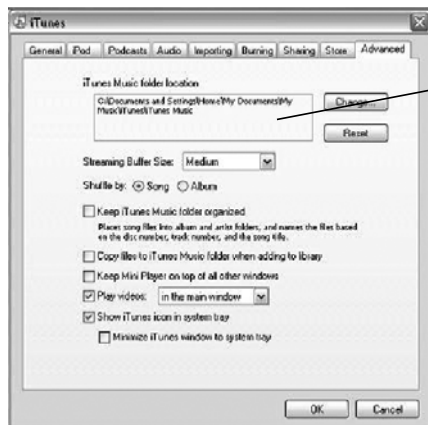 iTunes
General iPod Podcasts Audio Importing Burning Sharing Store Advanced
iTunes Music folder location
C:\Documents and Settings\Home\My Documents\My
Music\iTunes\iTunes Music
Change...
Reset
Streaming Buffer Size: Medium
Shuffle by: Song Album
Keep iTunes Music folder organized
Places song files into album and artist folders, and names the files based
on the disc number, track number, and the song title.
Copy files to iTunes Music folder when adding to library
Keep Mini Player on top of all other windows
Play videos: in the main window
Show iTunes icon in system tray
Minimize iTunes window to system tray
OK Cancel